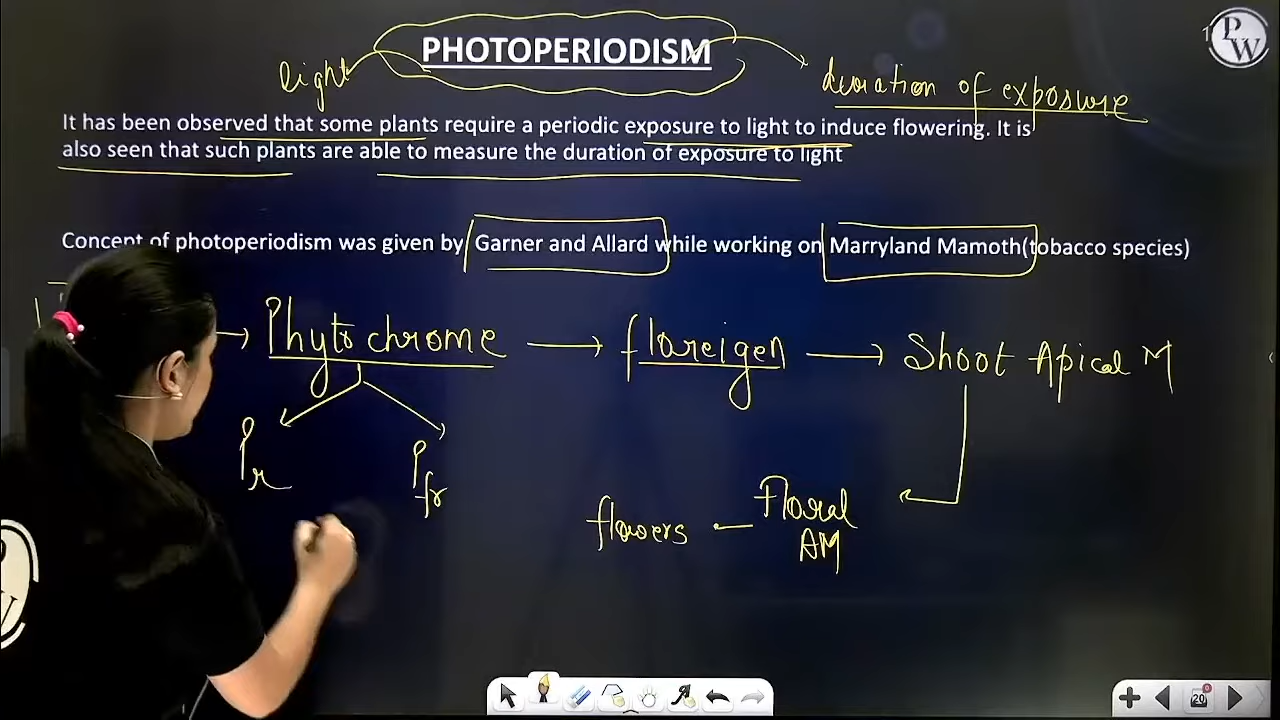 PHOTOPERIODISM
light
duration of exposure
It has been observed that some plants require a periodic exposure to light to induce flowering. It is
also seen that such plants are able to measure the duration of exposure to light
Concept of photoperiodism was given by Garner and Allard while working on Marryland Mamoth(tobacco species)
Phytochrome → floreigen → Shoot Apical M
Pr
Pfr
flowers
Floral
AM
PW
20